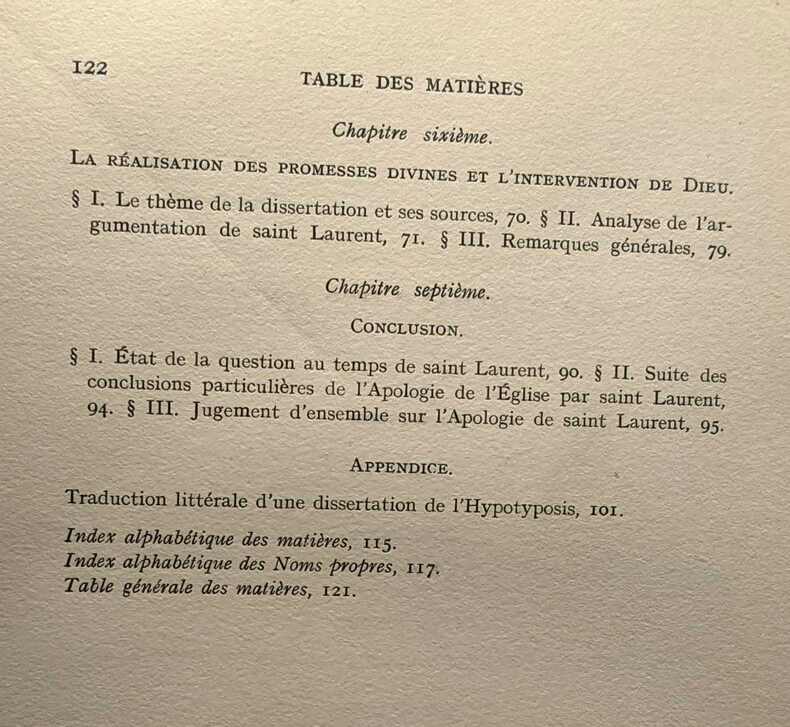 122
TABLE DES MATIÈRES
Chapitre sixième.
LA RÉALISATION DES PROMESSES DIVINES ET L'INTERVENTION DE DIEU.
§ I. Le thème de la dissertation et ses sources, 70. § II. Analyse de l'ar-
gumentation de saint Laurent, 71. § III. Remarques générales, 79.
Chapitre septième.
CONCLUSION.
§ I. État de la question au temps de saint Laurent, 90. § II. Suite des
conclusions particulières de l'Apologie de l'Église par saint Laurent,
94. § III. Jugement d'ensemble sur l'Apologie de saint Laurent, 95.
APPENDICE.
Traduction littérale d'une dissertation de l'Hypotyposis, 101.
Index alphabétique des matières, 115.
Index alphabétique des Noms propres, 117.
Table générale des matières, 121.